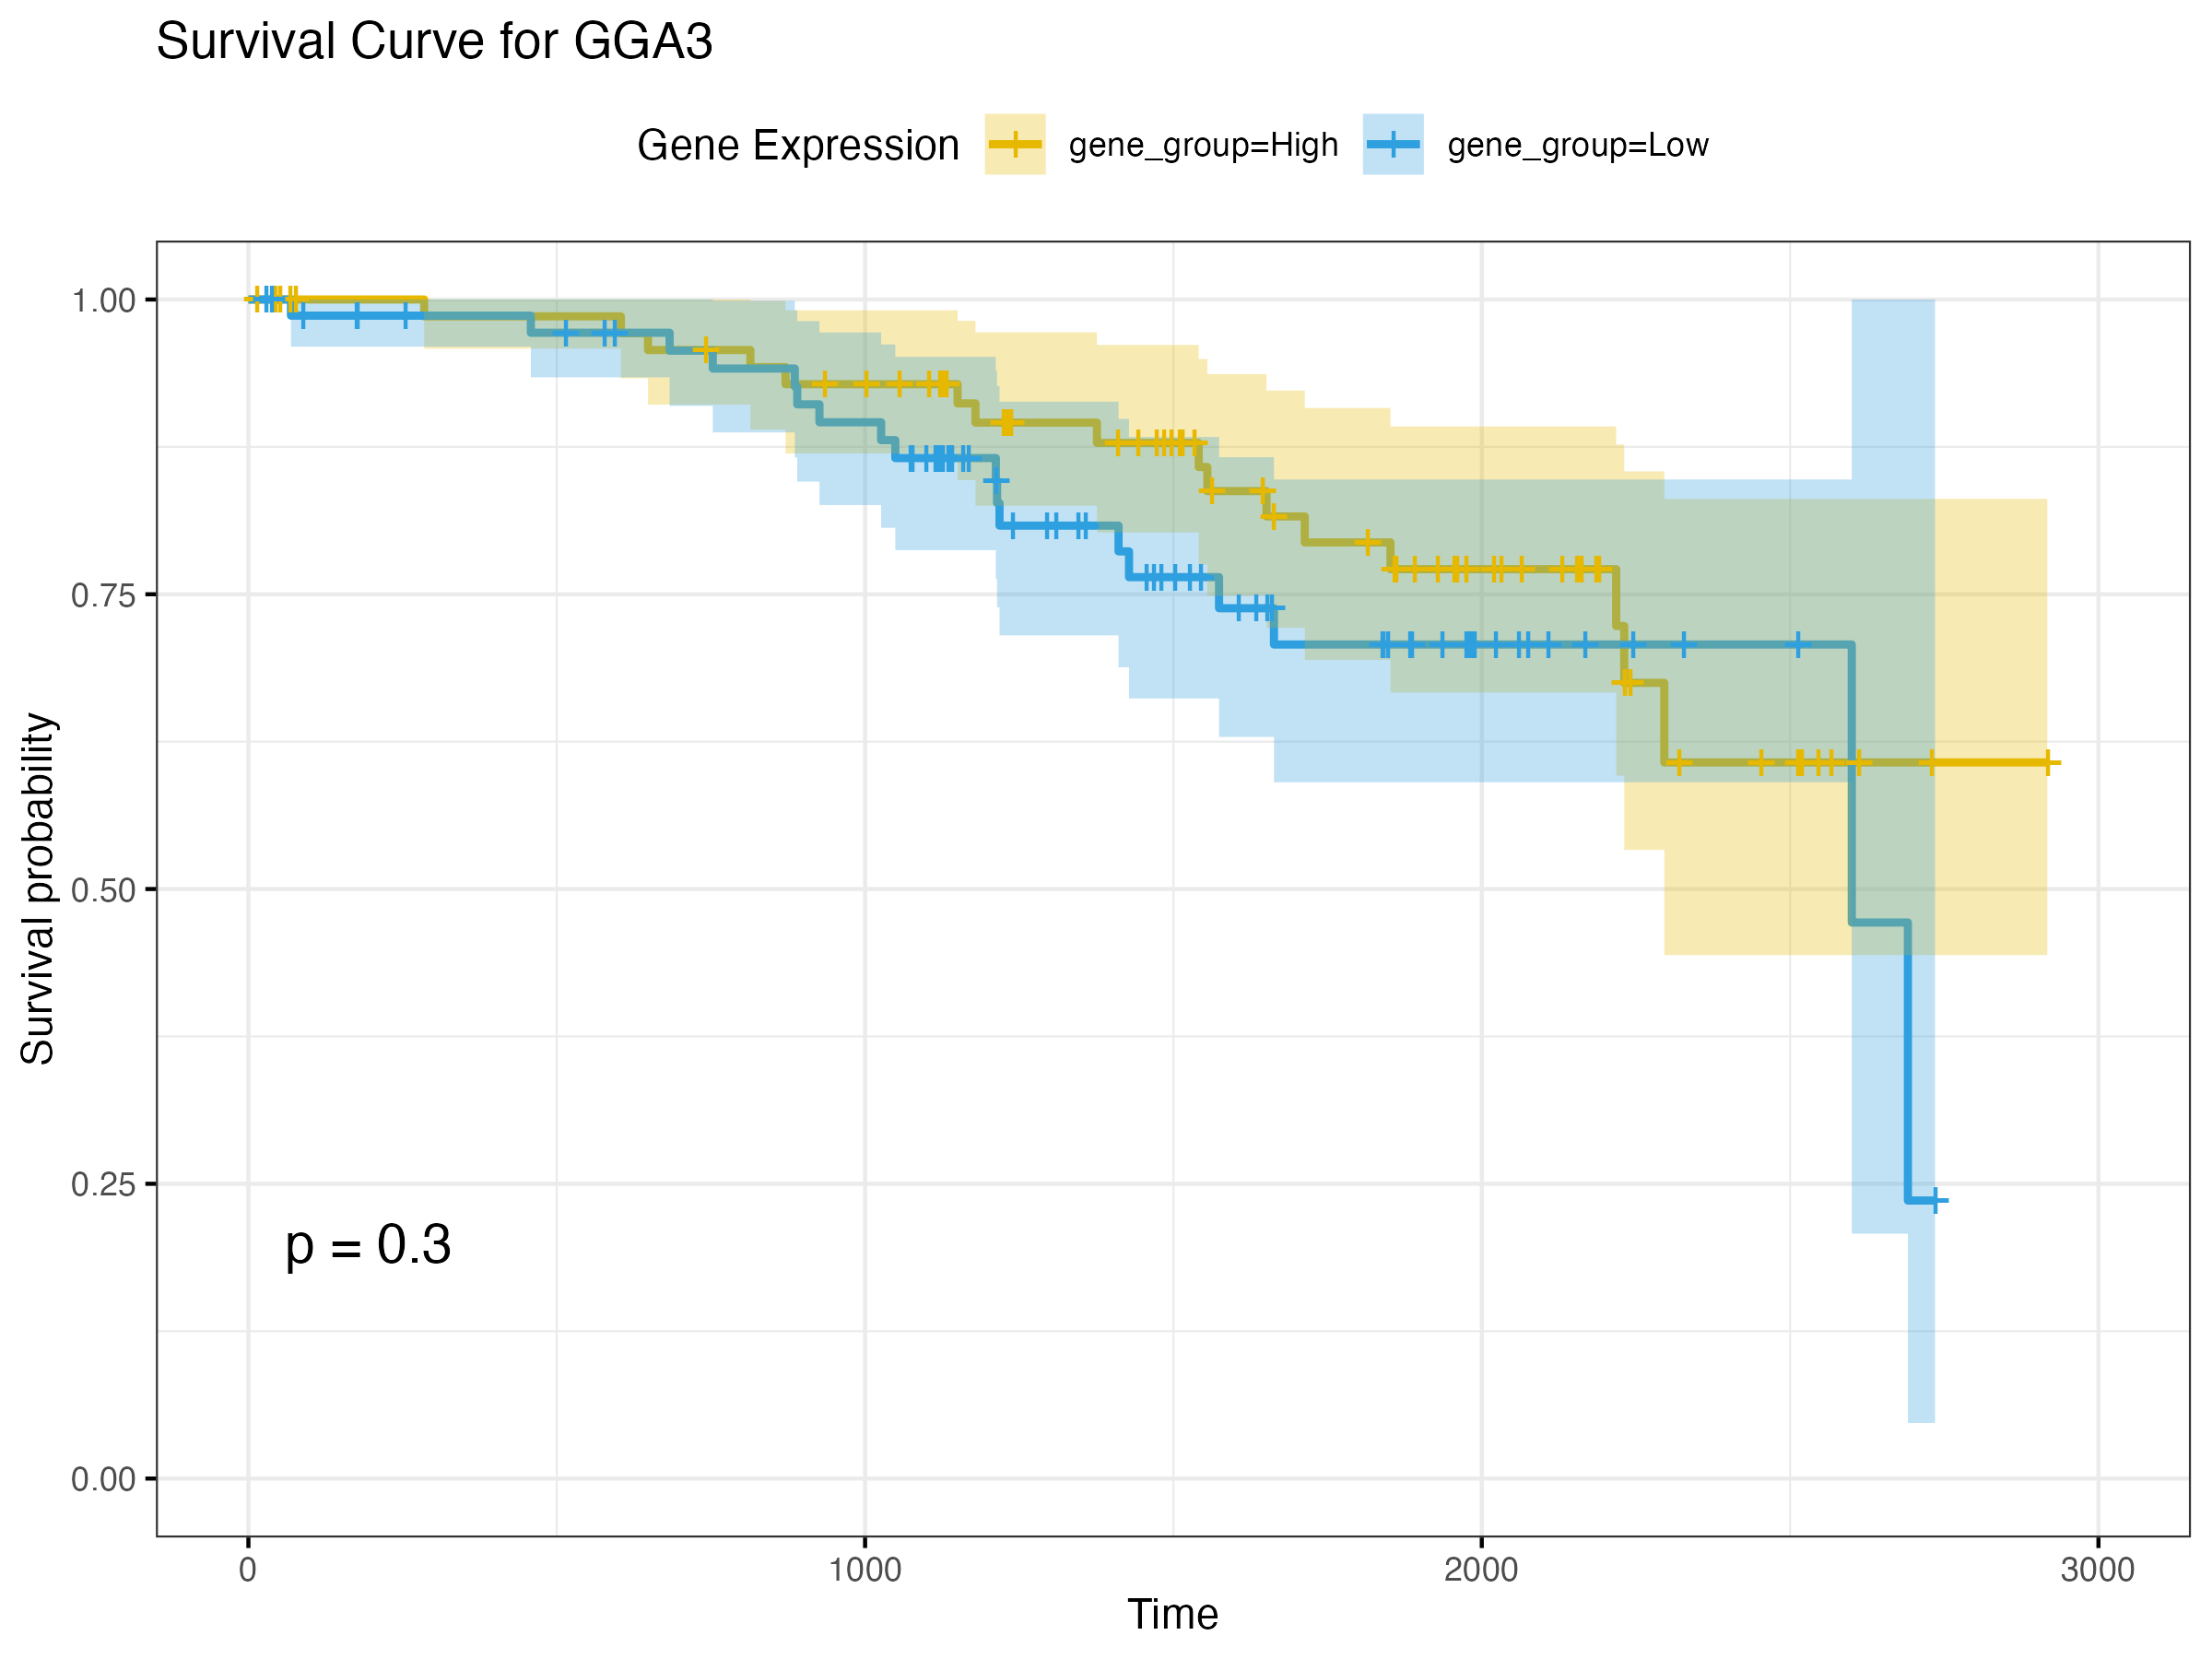 Survival Curve for GGA3
Gene Expression gene_group=High gene_group=Low
Survival probability
1.00
0.75
0.50
0.25
0.00
p = 0.3
0 1000 2000 3000
Time